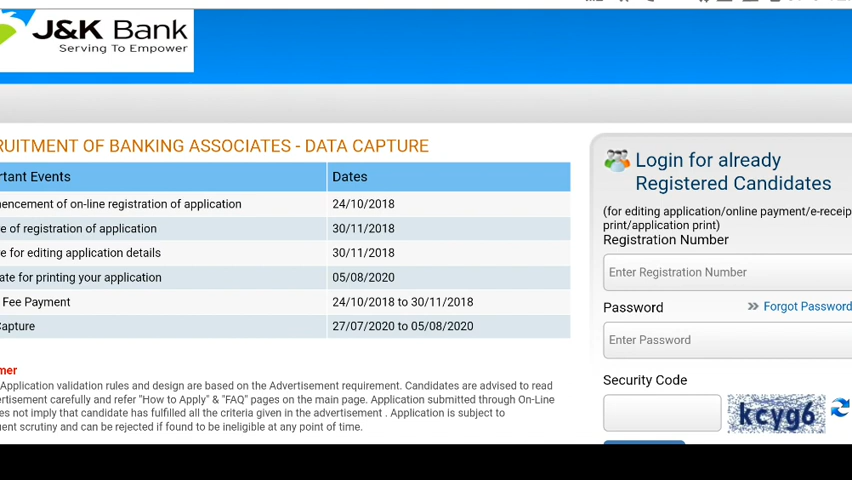 J&K Bank
Serving To Empower
RUITMENT OF BANKING ASSOCIATES - DATA CAPTURE
rtant Events Dates
encement of on-line registration of application 24/10/2018
e of registration of application 30/11/2018
e for editing application details 30/11/2018
ate for printing your application 05/08/2020
Fee Payment 24/10/2018 to 30/11/2018
Capture 27/07/2020 to 05/08/2020
mer
Application validation rules and design are based on the Advertisement requirement. Candidates are advised to read
ertisement carefully and refer "How to Apply" & "FAQ" pages on the main page. Application submitted through On-Line
es not imply that candidate has fulfilled all the criteria given in the advertisement . Application is subject to
uent scrutiny and can be rejected if found to be ineligible at any point of time.
Login for already
Registered Candidates
(for editing application/online payment/e-receip
print/application print)
Registration Number
Enter Registration Number
Password » Forgot Password
Enter Password
Security Code
kcyg6